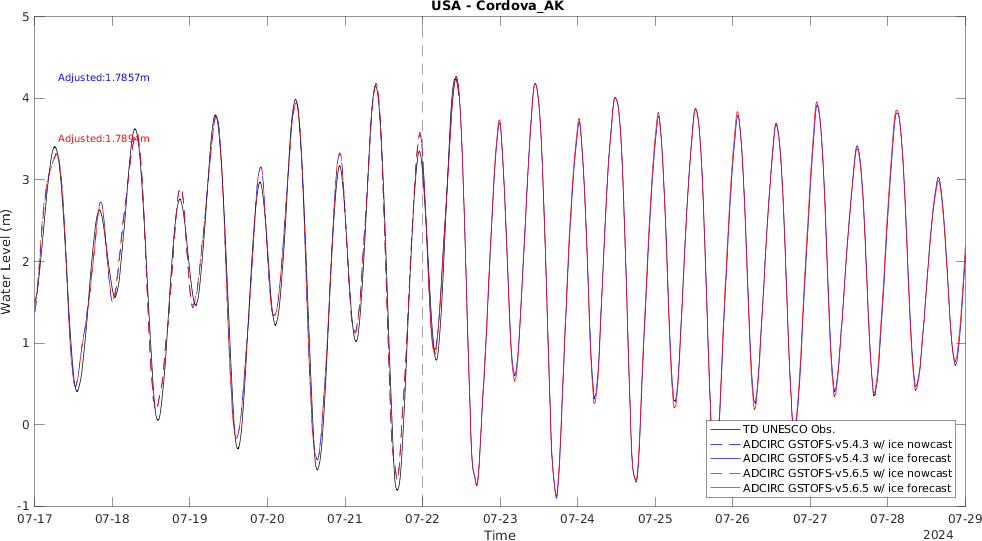 USA - Cordova_AK
5
4
3
2
1
0
-1
Water Level (m)
Adjusted:1.7857m
Adjusted:1.7894m
TD UNESCO Obs.
ADCIRC GSTOFS-v5.4.3 w/ ice nowcast
ADCIRC GSTOFS-v5.4.3 w/ ice forecast
ADCIRC GSTOFS-v5.6.5 w/ ice nowcast
ADCIRC GSTOFS-v5.6.5 w/ ice forecast
07-17 07-18 07-19 07-20 07-21 07-22 07-23 07-24 07-25 07-26 07-27 07-28 07-29
Time
2024